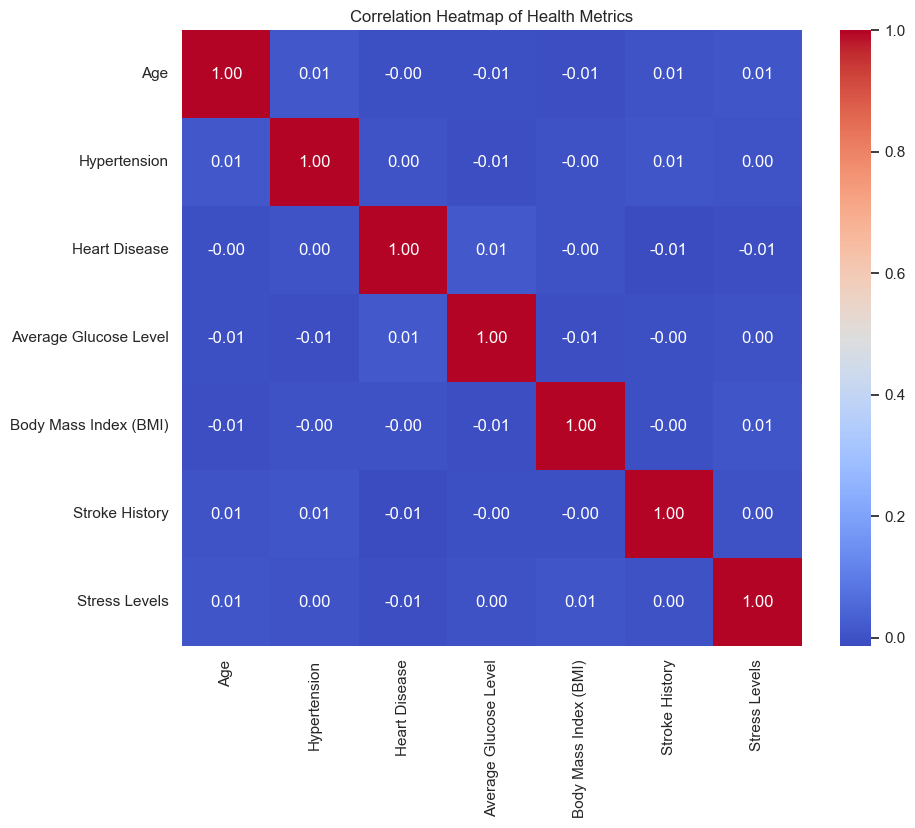 Correlation Heatmap of Health Metrics
Age 1.00 0.01 -0.00 -0.01 -0.01 0.01 0.01
Hypertension 0.01 1.00 0.00 -0.01 -0.00 0.01 0.00
Heart Disease -0.00 0.00 1.00 0.01 -0.00 -0.01 -0.01
Average Glucose Level -0.01 -0.01 0.01 1.00 -0.01 -0.00 0.00
Body Mass Index (BMI) -0.01 -0.00 -0.00 -0.01 1.00 -0.00 0.01
Stroke History 0.01 0.01 -0.01 -0.00 -0.00 1.00 0.00
Stress Levels 0.01 0.00 -0.01 0.00 0.01 0.00 1.00
Age
Hypertension
Heart Disease
Average Glucose Level
Body Mass Index (BMI)
Stroke History
Stress Levels
1.0
0.8
0.6
0.4
0.2
0.0